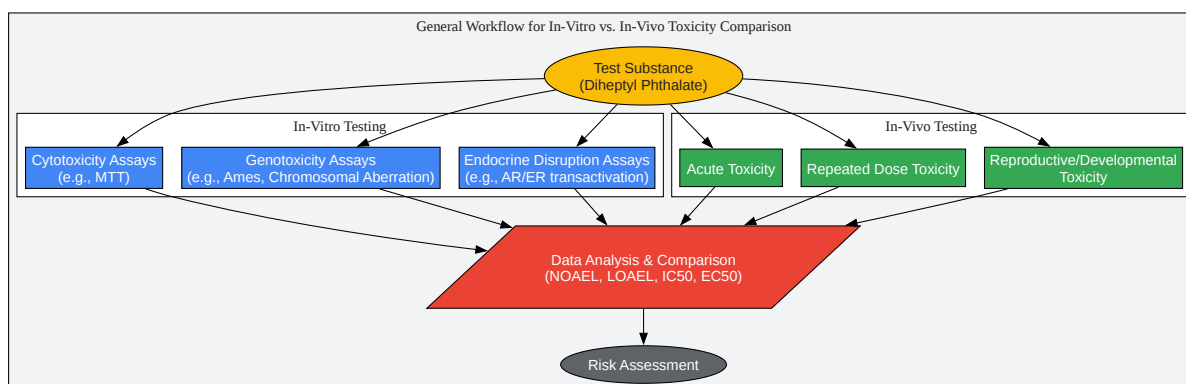 General Workflow for In-Vitro vs. In-Vivo Toxicity Comparison
Test Substance
(Diheptyl Phthalate)
In-Vitro Testing
In-Vivo Testing
Cytotoxicity Assays
(e.g., MTT)
Genotoxicity Assays
(e.g., Ames, Chromosomal Aberration)
Endocrine Disruption Assays
(e.g., AR/ER transactivation)
Acute Toxicity
Repeated Dose Toxicity
Reproductive/Developmental
Toxicity
Data Analysis & Comparison
(NOAEL, LOAEL, IC50, EC50)
Risk Assessment